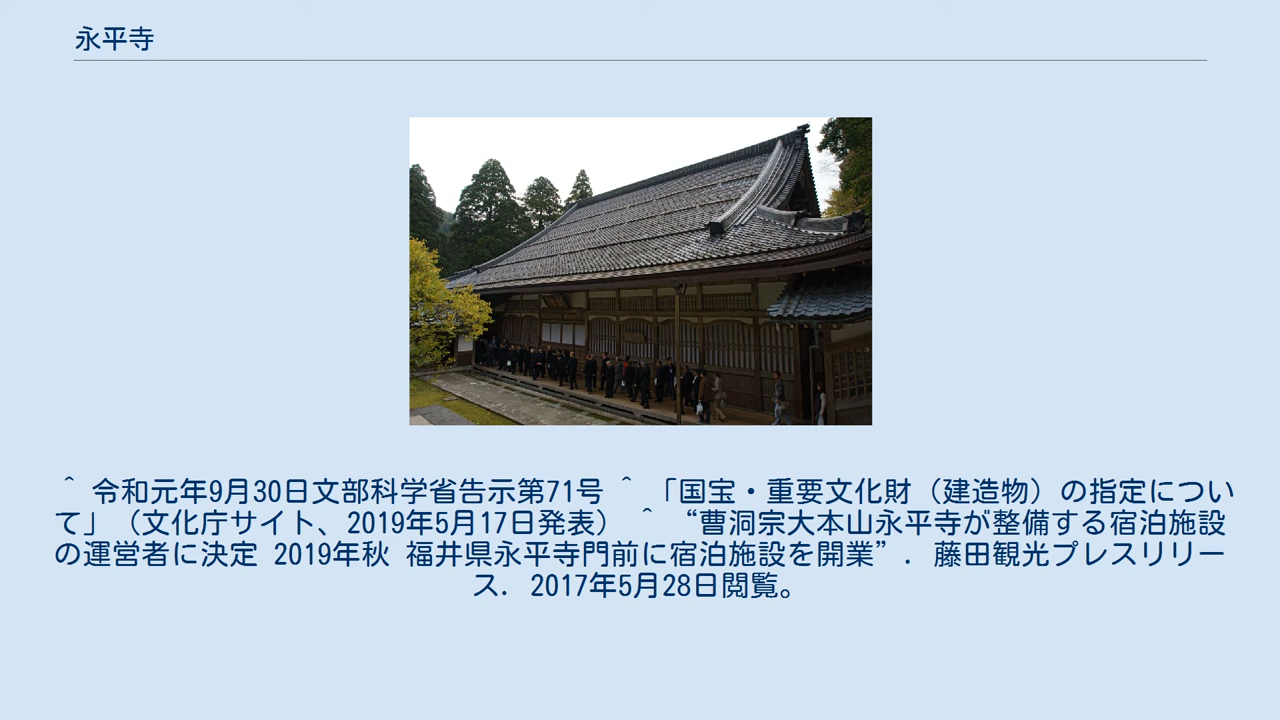 永平寺
^ 令和元年9月30日文部科学省告示第71号 ^ 「国宝・重要文化財（建造物）の指定につい
て」（文化庁サイト、2019年5月17日発表） ^ “曹洞宗大本山永平寺が整備する宿泊施設
の運営者に決定 2019年秋 福井県永平寺門前に宿泊施設を開業”. 藤田観光プレスリリー
ス. 2017年5月28日閲覧。